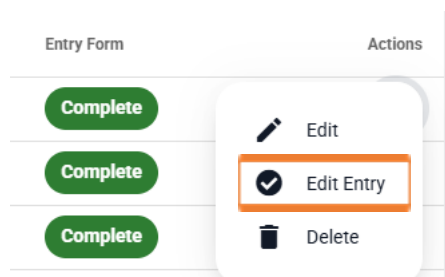 Entry Form Actions
Complete
Edit
Complete
Edit Entry
Complete
Delete